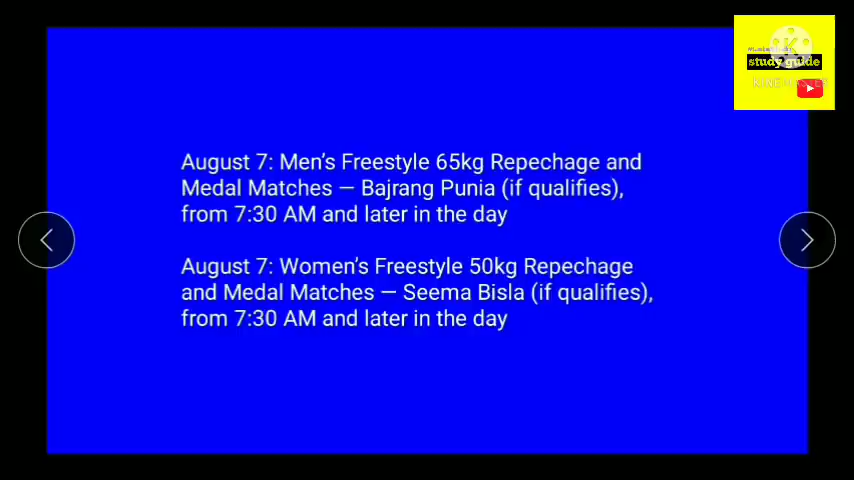 K
study guide
KINEMASTER
August 7: Men's Freestyle 65kg Repechage and
Medal Matches — Bajrang Punia (if qualifies),
from 7:30 AM and later in the day
August 7: Women's Freestyle 50kg Repechage
and Medal Matches — Seema Bisla (if qualifies),
from 7:30 AM and later in the day